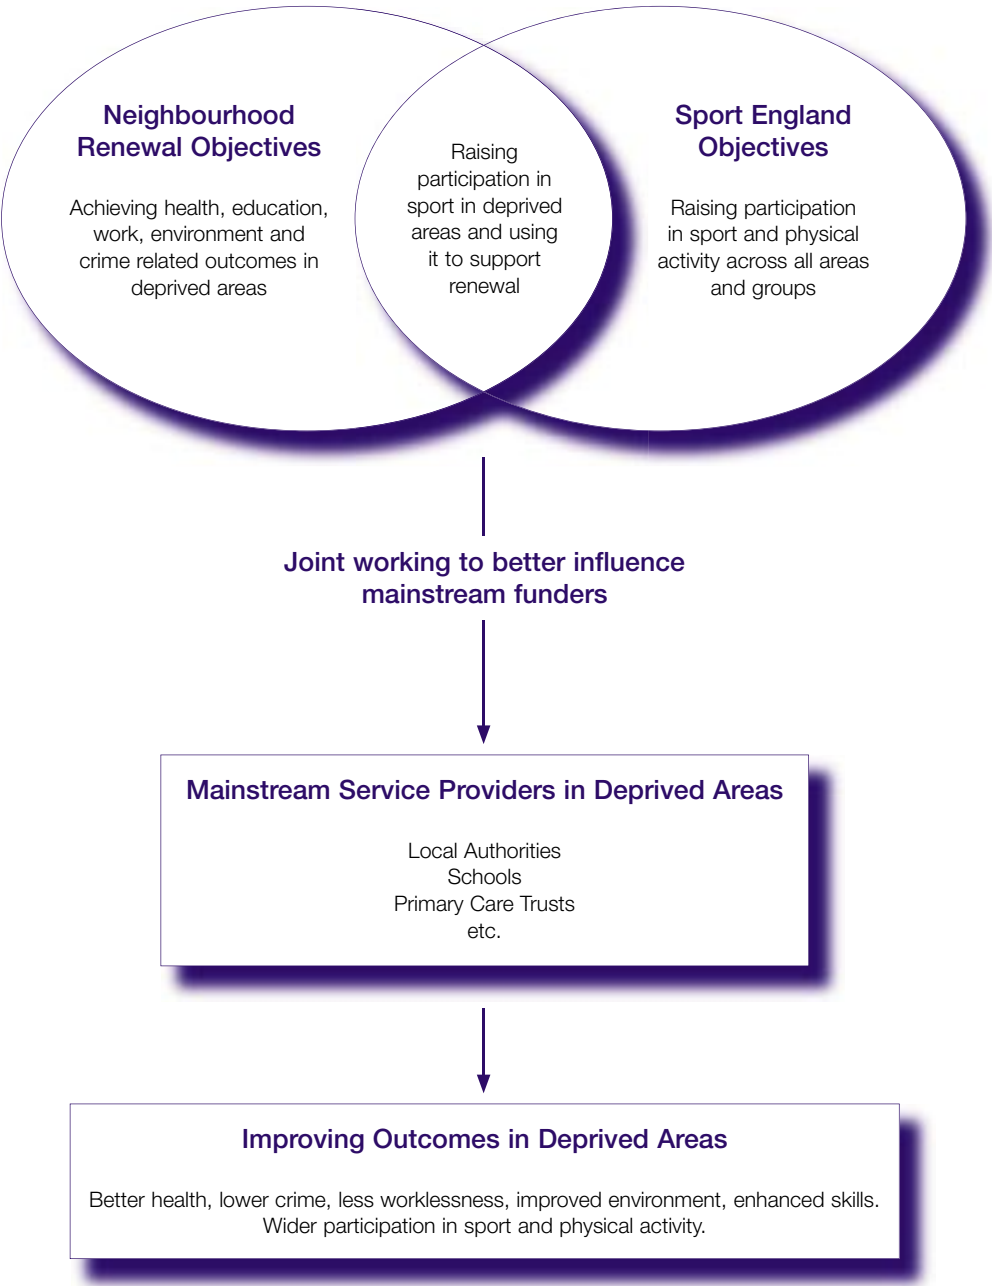 Neighbourhood
Renewal Objectives
Achieving health, education,
work, environment and
crime related outcomes in
deprived areas
Raising
participation in
sport in deprived
areas and using
it to support
renewal
Sport England
Objectives
Raising participation
in sport and physical
activity across all areas
and groups
Joint working to better influence
mainstream funders
Mainstream Service Providers in Deprived Areas
Local Authorities
Schools
Primary Care Trusts
etc.
Improving Outcomes in Deprived Areas
Better health, lower crime, less worklessness, improved environment, enhanced skills.
Wider participation in sport and physical activity.